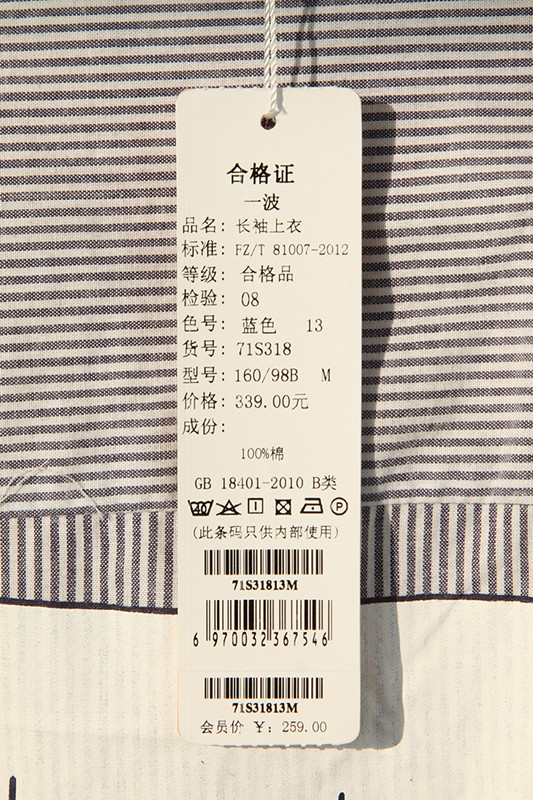 合格证
一波
品名: 长袖上衣
标准: FZ/T 81007-2012
等级: 合格品
检验: 08
色号: 蓝色 13
货号: 71S318
型号: 160/98B M
价格: 339.00元
成份:
100%棉
GB 18401-2010 B类
(此条码只供内部使用)
71S31813M
6 970032 367546
71S31813M
会员价 ¥: 259.00